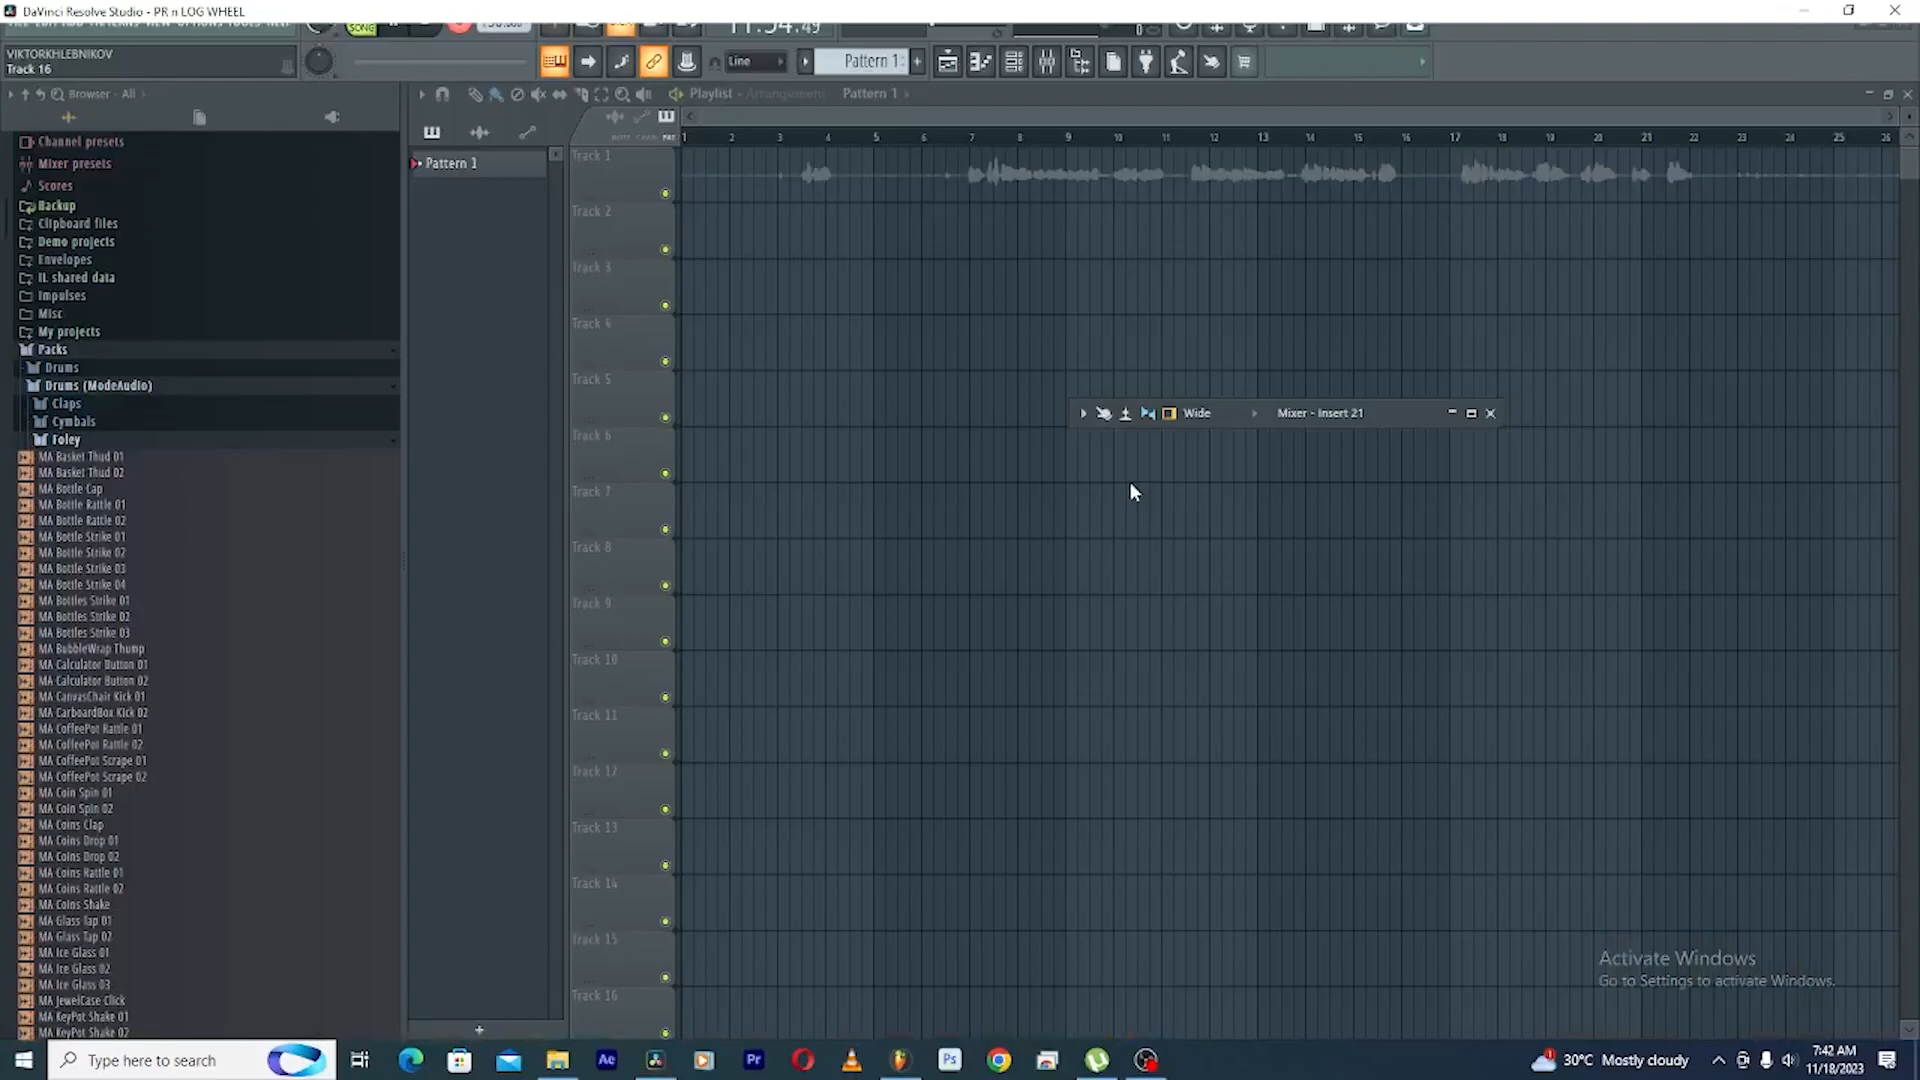 DaVinci Resolve Studio - PR n LOG WHEEL
SONG
11:54:49
VIKTORKHLEBNIKOV
Track 16
Line
Pattern 1
Browser - All
Playlist - Arrangement
Pattern 1
1 2 3 4 5 6 7 8 9 10 11 12 13 14 15 16 17 18 19 20 21 22 23 24 25 26
Channel presets
Mixer presets
Scores
Backup
Clipboard files
Demo projects
Envelopes
IL shared data
Impulses
Misc
My projects
Packs
Drums
Drums (ModeAudio)
Claps
Cymbals
Foley
MA Basket Thud 01
MA Basket Thud 02
MA Bottle Cap
MA Bottle Rattle 01
MA Bottle Rattle 02
MA Bottle Strike 01
MA Bottle Strike 02
MA Bottle Strike 03
MA Bottle Strike 04
MA Bottles Strike 01
MA Bottles Strike 02
MA Bottles Strike 03
MA BubbleWrap Thump
MA Calculator Button 01
MA Calculator Button 02
MA CanvasChair Kick 01
MA CarboardBox Kick 02
MA CoffeePot Rattle 01
MA CoffeePot Rattle 02
MA CoffeePot Scrape 01
MA CoffeePot Scrape 02
MA Coin Spin 01
MA Coin Spin 02
MA Coins Clap
MA Coins Drop 01
MA Coins Drop 02
MA Coins Rattle 01
MA Coins Rattle 02
MA Coins Shake
MA Glass Tap 01
MA Glass Tap 02
MA Ice Glass 01
MA Ice Glass 02
MA Ice Glass 03
MA JewelCase Click
MA KeyPot Shake 01
MA KeyPot Shake 02
Pattern 1
Track 1
Track 2
Track 3
Track 4
Track 5
Track 6
Track 7
Track 8
Track 9
Track 10
Track 11
Track 12
Track 13
Track 14
Track 15
Track 16
Wide
Mixer - Insert 21
Activate Windows
Go to Settings to activate Windows.
Type here to search
Ae
Pr
Ps
30°C Mostly cloudy
7:42 AM
11/18/2023